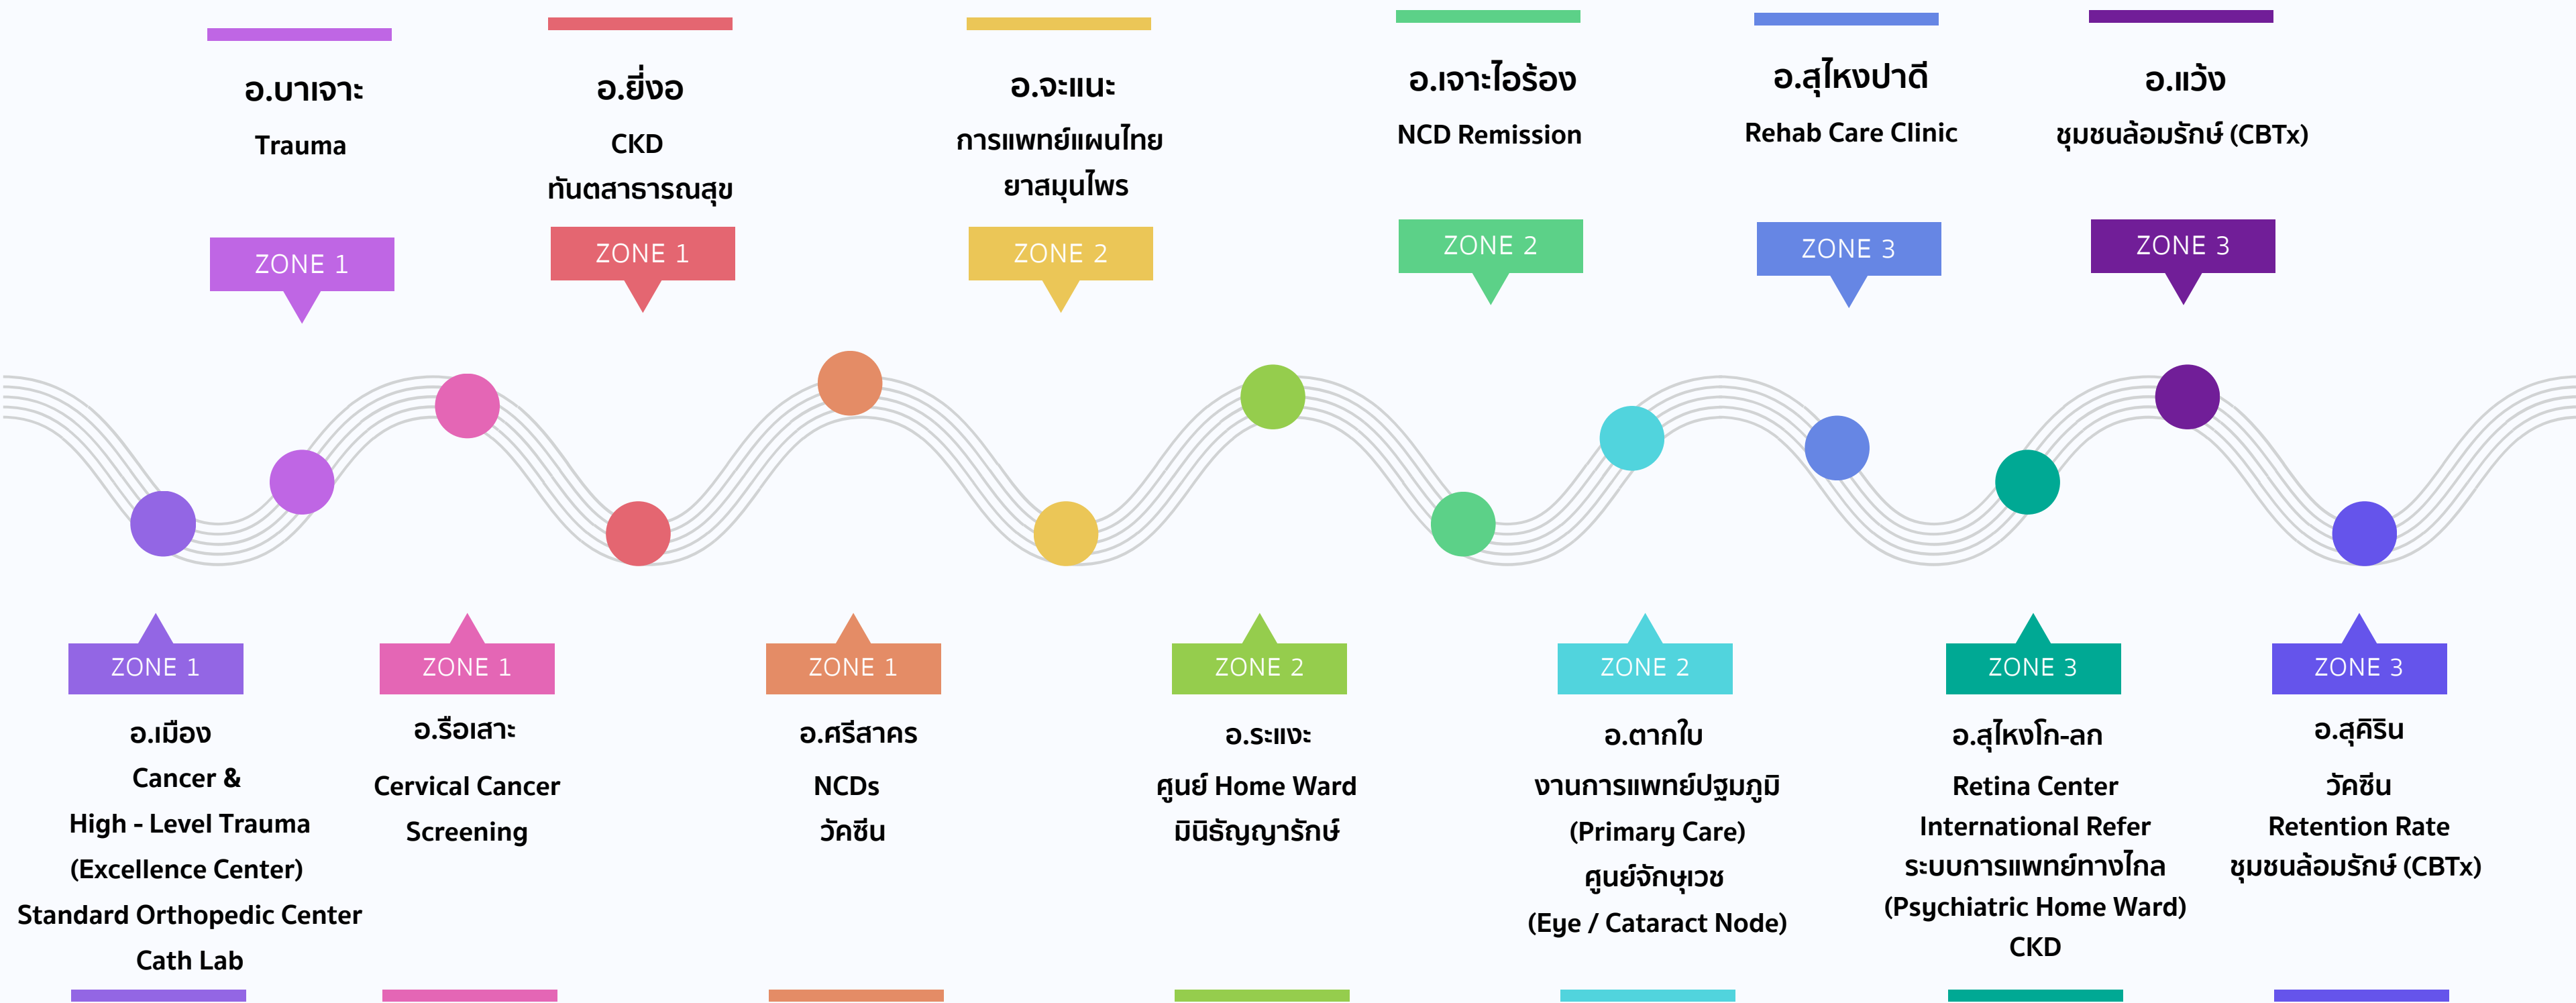 อ.บาเจาะ
Trauma
ZONE 1
อ.ยี่งอ
CKD
ทันตสาธารณสุข
ZONE 1
อ.จะแนะ
การแพทย์แผนไทย
ยาสมุนไพร
ZONE 2
อ.เจาะไอร้อง
NCD Remission
ZONE 2
อ.สุไหงปาดี
Rehab Care Clinic
ZONE 3
อ.แว้ง
ชุมชนล้อมรักษ์ (CBTx)
ZONE 3
ZONE 1
อ.เมือง
Cancer &
High - Level Trauma
(Excellence Center)
Standard Orthopedic Center
Cath Lab
ZONE 1
อ.รือเสาะ
Cervical Cancer
Screening
ZONE 1
อ.ศรีสาคร
NCDs
วัคซีน
ZONE 2
อ.ระแงะ
ศูนย์ Home Ward
มินิธัญญารักษ์
ZONE 2
อ.ตากใบ
งานการแพทย์ปฐมภูมิ
(Primary Care)
ศูนย์จักษุเวช
(Eye / Cataract Node)
ZONE 3
อ.สุไหงโก-ลก
Retina Center
International Refer
ระบบการแพทย์ทางไกล
(Psychiatric Home Ward)
CKD
ZONE 3
อ.สุคิริน
วัคซีน
Retention Rate
ชุมชนล้อมรักษ์ (CBTx)